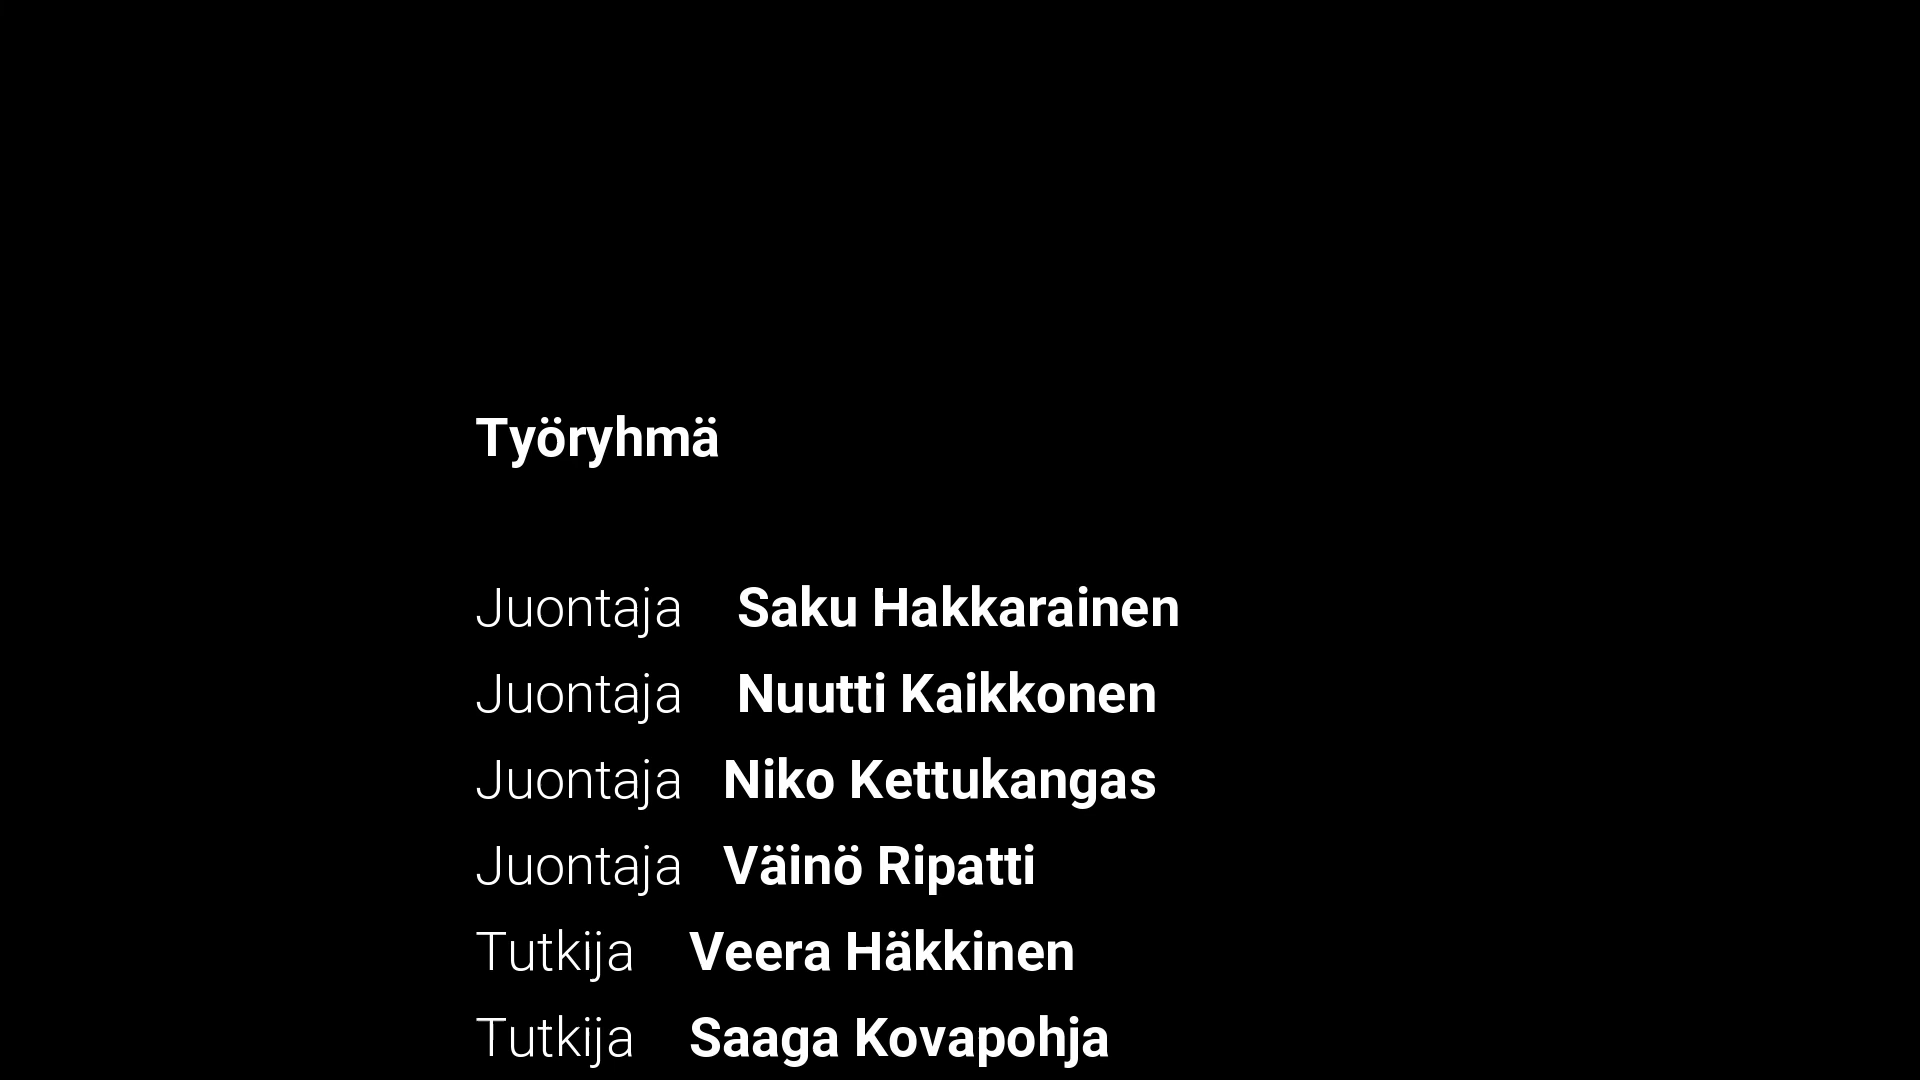 Työryhmä
Juontaja Saku Hakkarainen
Juontaja Nuutti Kaikkonen
Juontaja Niko Kettukangas
Juontaja Väinö Ripatti
Tutkija Veera Häkkinen
Tutkija Saaga Kovapohja